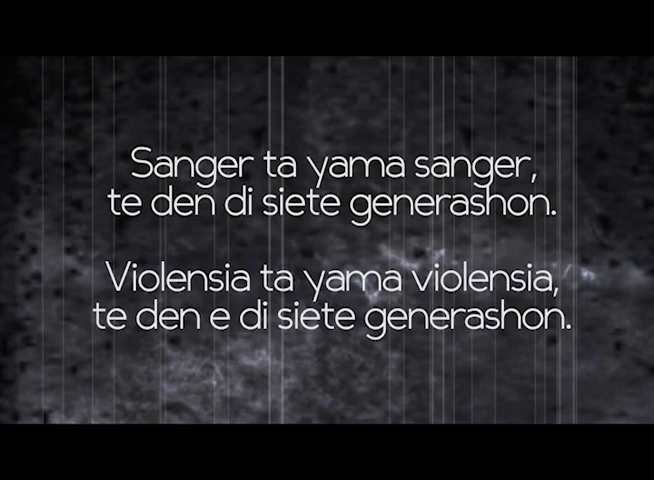 Sanger ta yama sanger,
te den di siete generashon.
Violensia ta yama violensia,
te den e di siete generashon.